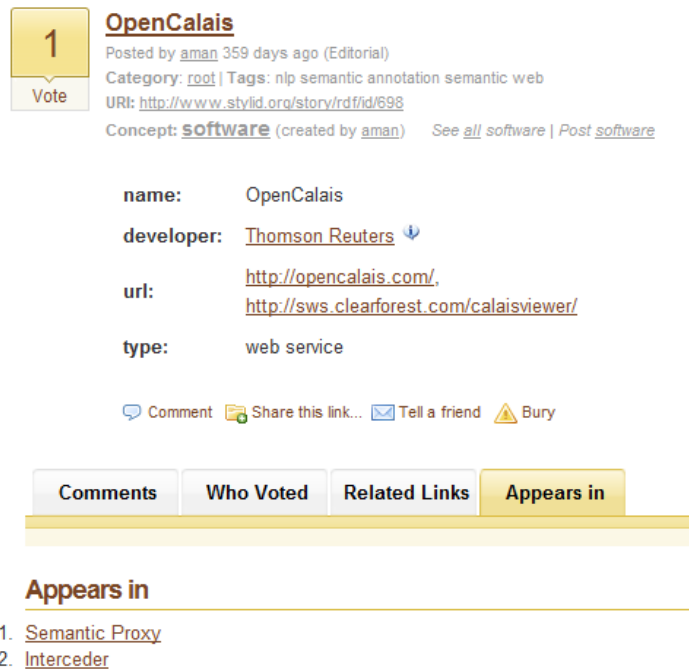 1
Vote
OpenCalais
Posted by aman 359 days ago (Editorial)
Category: root | Tags: nlp semantic annotation semantic web
URI: http://www.stylid.org/story/rdf/id/698
Concept: software (created by aman) See all software | Post software
name: OpenCalais
developer: Thomson Reuters
url: http://opencalais.com/,
http://sws.clearforest.com/calaisviewer/
type: web service
Comment Share this link... Tell a friend Bury
Comments Who Voted Related Links Appears in
Appears in
1. Semantic Proxy
2. Interceder